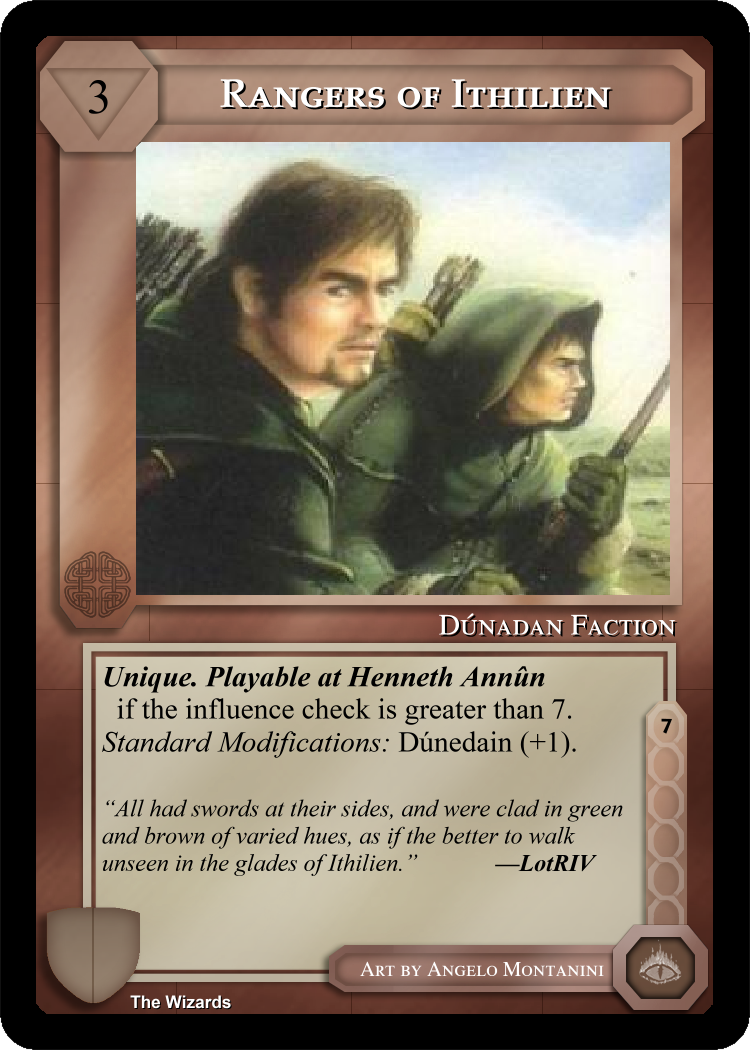 3
Rangers of Ithilien
Dúnadan Faction
Unique. Playable at Henneth Annûn
if the influence check is greater than 7.
Standard Modifications: Dúnedain (+1).
7
“All had swords at their sides, and were clad in green
and brown of varied hues, as if the better to walk
unseen in the glades of Ithilien.” —LotRIV
Art by Angelo Montanini
The Wizards